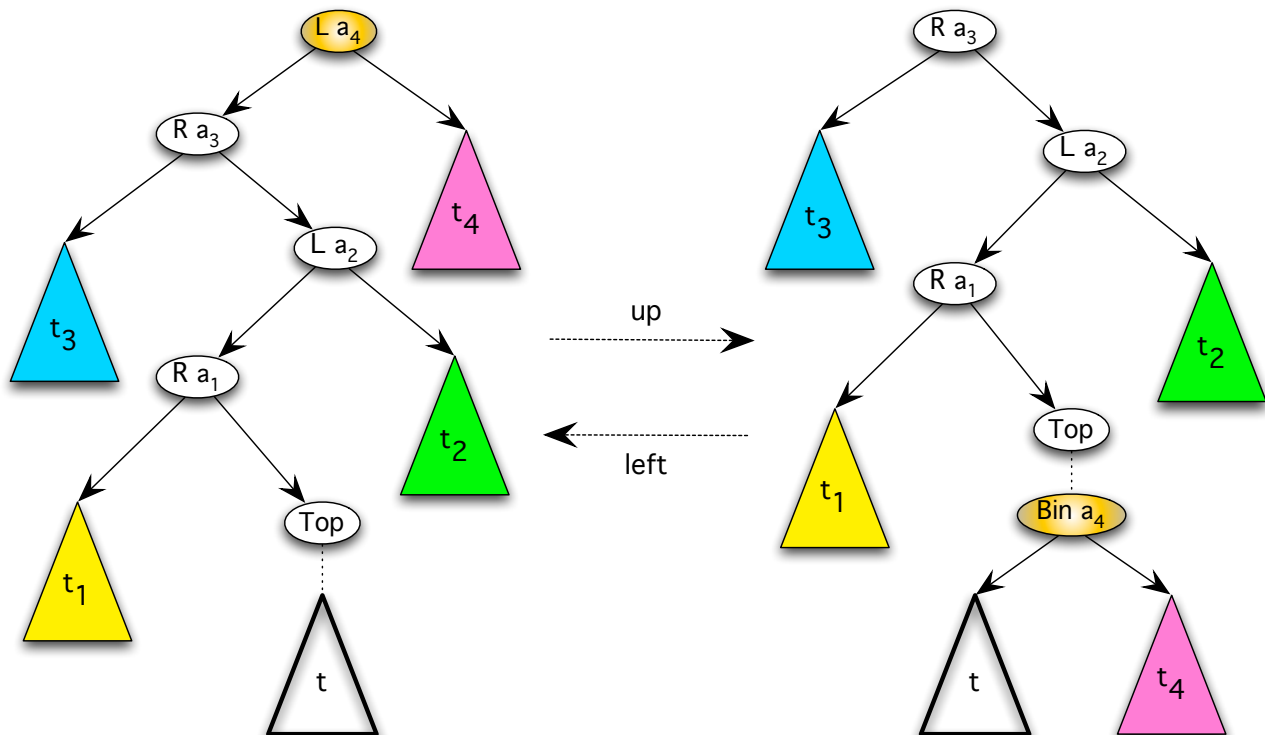 L a4
R a3
t4
L a2
t3
R a1
t2
Top
t1
t
up
left
R a3
L a2
t3
R a1
t2
Top
t1
Bin a4
t
t4